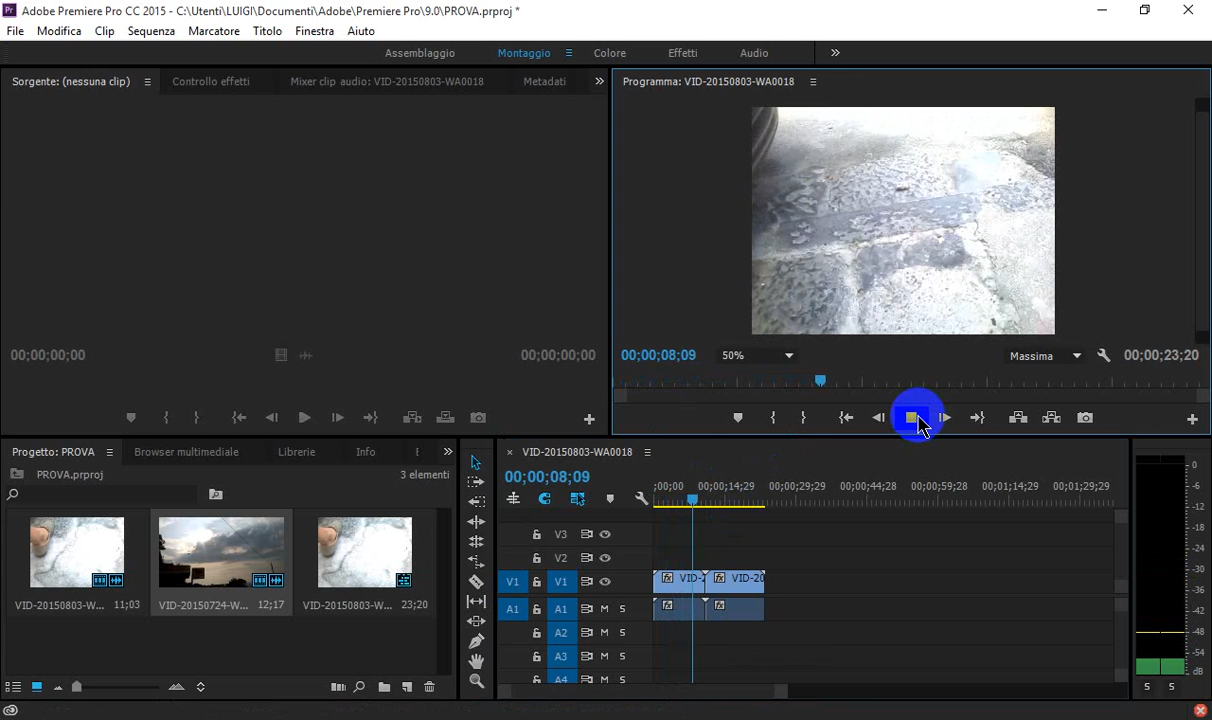 Pr Adobe Premiere Pro CC 2015 - C:\Utenti\LUIGI\Documenti\Adobe\Premiere Pro\9.0\PROVA.prproj *
File Modifica Clip Sequenza Marcatore Titolo Finestra Aiuto
Assemblaggio Montaggio Colore Effetti Audio
Sorgente: (nessuna clip) Controllo effetti Mixer clip audio: VID-20150803-WA0018 Metadati
Programma: VID-20150803-WA0018
00;00;00;00 00;00;00;00
00;00;08;09 50% Massima 00;00;23;20
Progetto: PROVA Browser multimediale Librerie Info E
PROVA.prproj 3 elementi
VID-20150803-W... 11;03 VID-20150724-W... 12;17 VID-20150803-W... 23;20
× VID-20150803-WA0018
00;00;08;09
;00;00 00;00;14;29 00;00;29;29 00;00;44;28 00;00;59;28 00;01;14;29 00;01;29;29
V3
V2
V1 V1 fx VID-2 fx VID-20
A1 A1 M S fx fx
A2 M S
A3 M S
A4 M S
0
-6
-12
-18
-24
-30
-36
-42
-48
-54
dB
S S